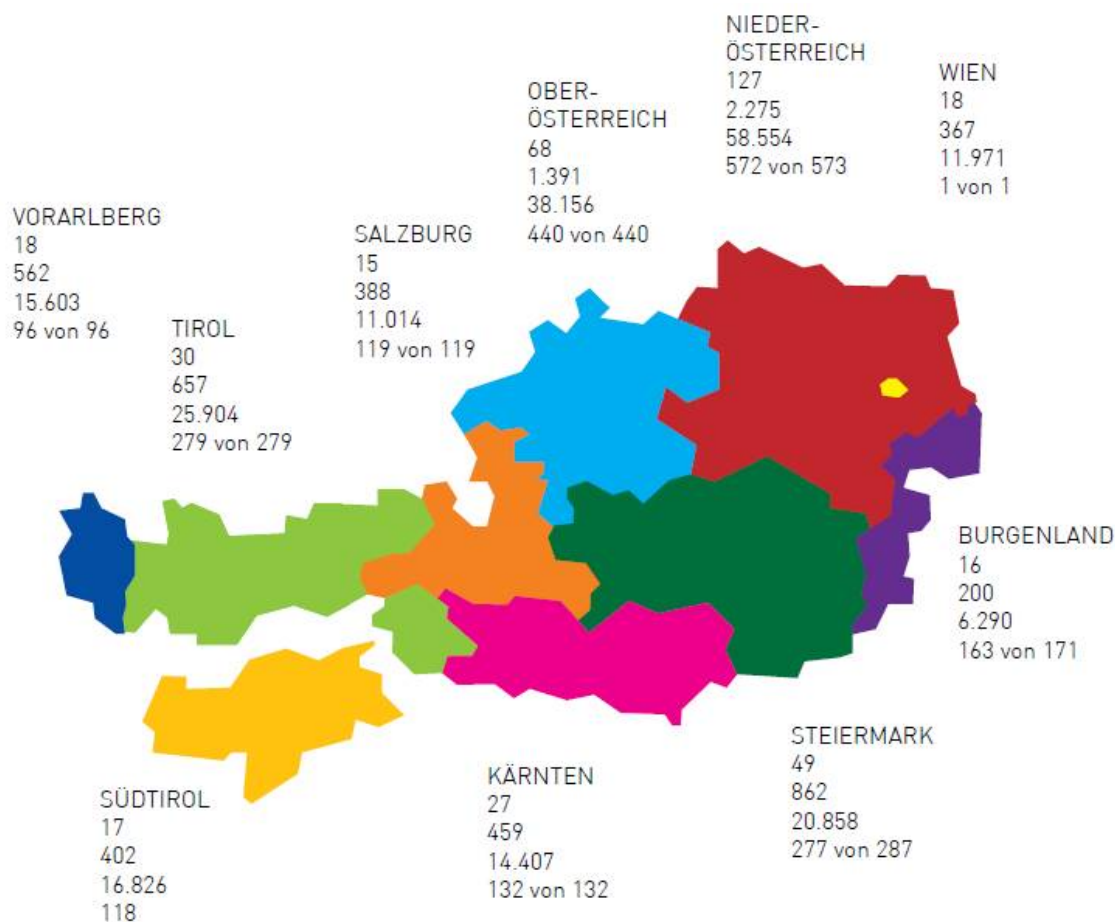 NIEDER-
ÖSTERREICH
127
2.275
58.554
572 von 573
WIEN
18
367
11.971
1 von 1
OBER-
ÖSTERREICH
68
1.391
38.156
440 von 440
VORARLBERG
18
562
15.603
96 von 96
SALZBURG
15
388
11.014
119 von 119
TIROL
30
657
25.904
279 von 279
BURGENLAND
16
200
6.290
163 von 171
STEIERMARK
49
862
20.858
277 von 287
KÄRNTEN
27
459
14.407
132 von 132
SÜDTIROL
17
402
16.826
118